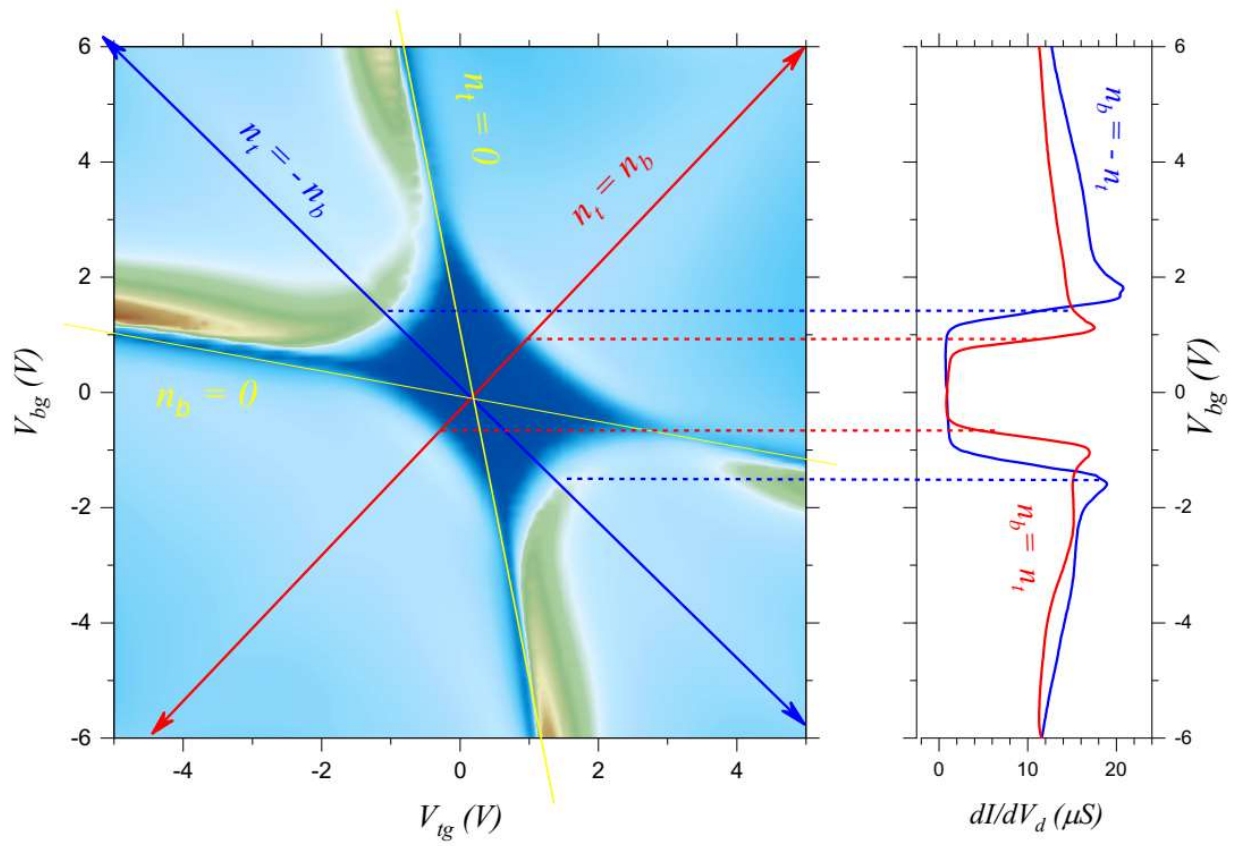 6
4
2
0
-2
-4
-6
V_bg (V)
-4
-2
0
2
4
V_tg (V)
n_t = - n_b
n_t = 0
n_t = n_b
n_b = 0
n_b = - n_t
n_b = n_t
6
4
2
0
-2
-4
-6
V_bg (V)
0
10
20
dI/dV_d (μS)